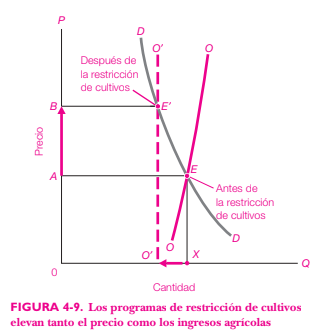 P
D
O'
O
Después de
la restricción
de cultivos
B
E'
Precio
A
E
Antes de
la restricción
de cultivos
O
D
O'
X
0
Q
Cantidad
FIGURA 4-9. Los programas de restricción de cultivos
elevan tanto el precio como los ingresos agrícolas